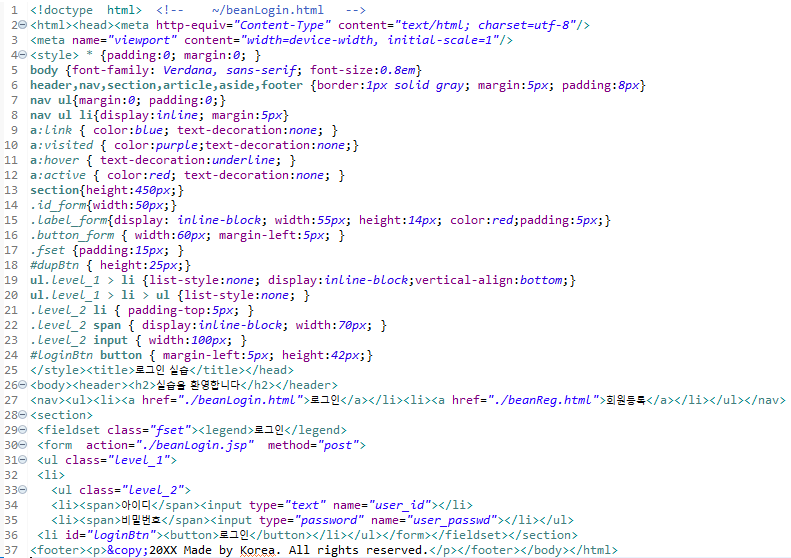 1 <!doctype  html>  <!--    ~/beanLogin.html   -->
2 <html><head><meta http-equiv="Content-Type" content="text/html; charset=utf-8"/>
3 <meta name="viewport" content="width=device-width, initial-scale=1"/>
4 <style> * {padding:0; margin:0; }
5 body {font-family: Verdana, sans-serif; font-size:0.8em}
6 header,nav,section,article,aside,footer {border:1px solid gray; margin:5px; padding:8px}
7 nav ul{margin:0; padding:0;}
8 nav ul li{display:inline; margin:5px}
9 a:link { color:blue; text-decoration:none; }
10 a:visited { color:purple;text-decoration:none;}
11 a:hover { text-decoration:underline; }
12 a:active { color:red; text-decoration:none; }
13 section{height:450px;}
14 .id_form{width:50px;}
15 .label_form{display: inline-block; width:55px; height:14px; color:red;padding:5px;}
16 .button_form { width:60px; margin-left:5px; }
17 .fset {padding:15px; }
18 #dupBtn { height:25px;}
19 ul.level_1 > li {list-style:none; display:inline-block;vertical-align:bottom;}
20 ul.level_1 > li > ul {list-style:none; }
21 .level_2 li { padding-top:5px; }
22 .level_2 span { display:inline-block; width:70px; }
23 .level_2 input { width:100px; }
24 #loginBtn button { margin-left:5px; height:42px;}
25 </style><title>로그인 실습</title></head>
26 <body><header><h2>실습을 환영합니다</h2></header>
27 <nav><ul><li><a href="./beanLogin.html">로그인</a></li><li><a href="./beanReg.html">회원등록</a></li></ul></nav>
28 <section>
29 <fieldset class="fset"><legend>로그인</legend>
30 <form  action="./beanLogin.jsp"  method="post">
31 <ul class="level_1">
32 <li>
33 <ul class="level_2">
34 <li><span>아이디</span><input type="text" name="user_id"></li>
35 <li><span>비밀번호</span><input type="password" name="user_passwd"></li></ul>
36 <li id="loginBtn"><button>로그인</button></li></ul></form></fieldset></section>
37 <footer><p>&copy;20XX Made by Korea. All rights reserved.</p></footer></body></html>